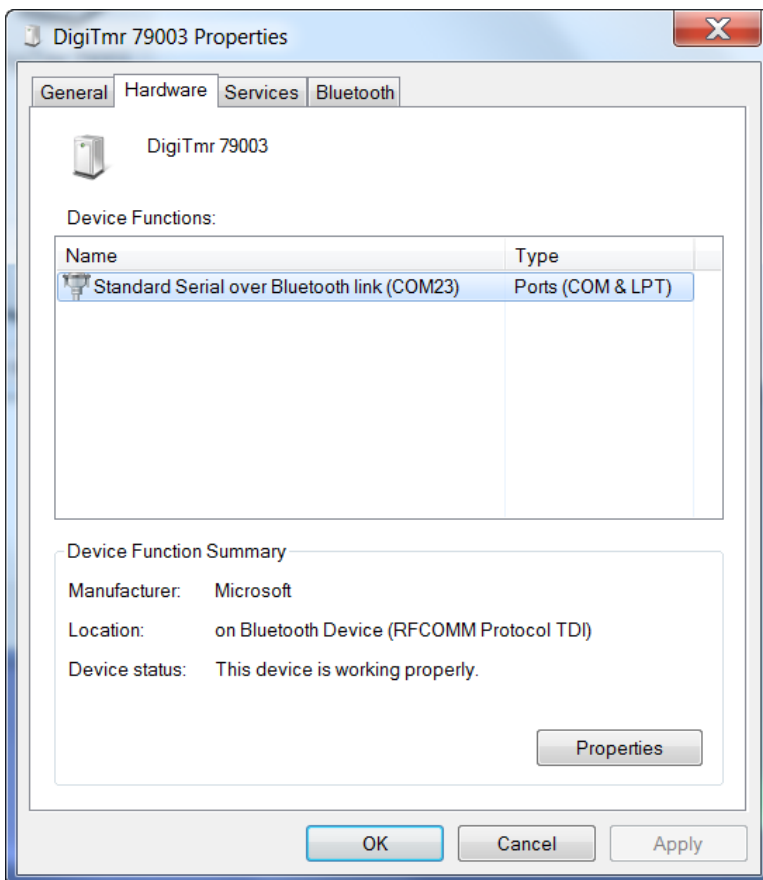 DigiTmr 79003 Properties
General Hardware Services Bluetooth
DigiTmr 79003
Device Functions:
Name Type
Standard Serial over Bluetooth link (COM23) Ports (COM & LPT)
Device Function Summary
Manufacturer: Microsoft
Location: on Bluetooth Device (RFCOMM Protocol TDI)
Device status: This device is working properly.
Properties
OK Cancel Apply